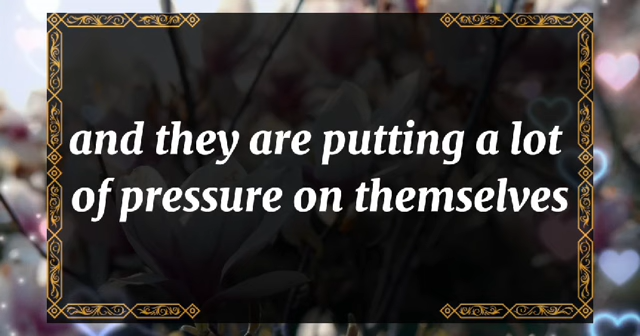 and they are putting a lot
of pressure on themselves